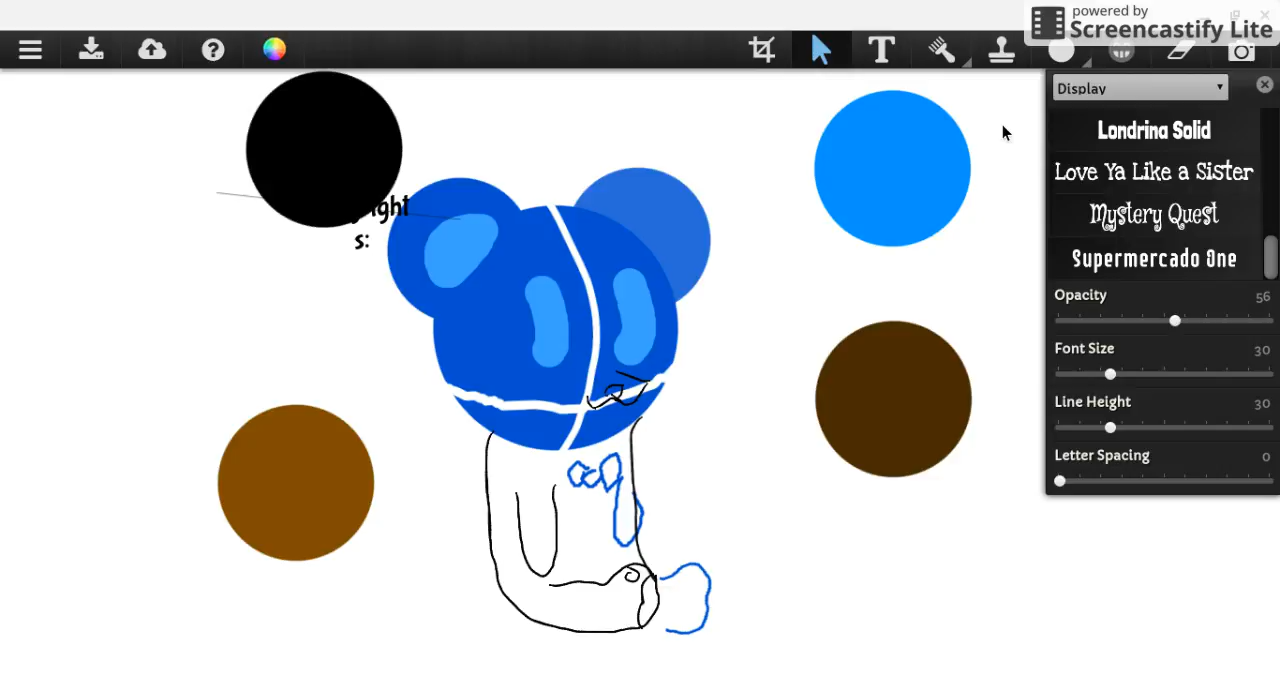 powered by
Screencastify Lite
T
Display
Londrina Solid
Love Ya Like a Sister
Mystery Quest
Supermercado One
Opacity 56
Font Size 30
Line Height 30
Letter Spacing 0
s: